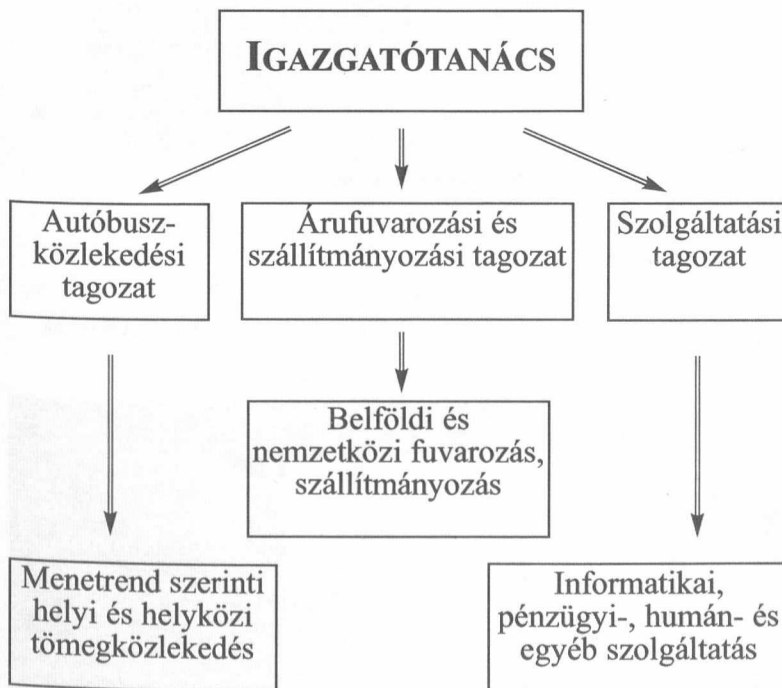 IGAZGATÓTANÁCS
Autóbusz-
közlekedési
tagozat
Árufuvarozási és
szállítmányozási tagozat
Szolgáltatási
tagozat
Belföldi és
nemzetközi fuvarozás,
szállítmányozás
Menetrend szerinti
helyi és helyközi
tömegközlekedés
Informatikai,
pénzügyi-, humán- és
egyéb szolgáltatás